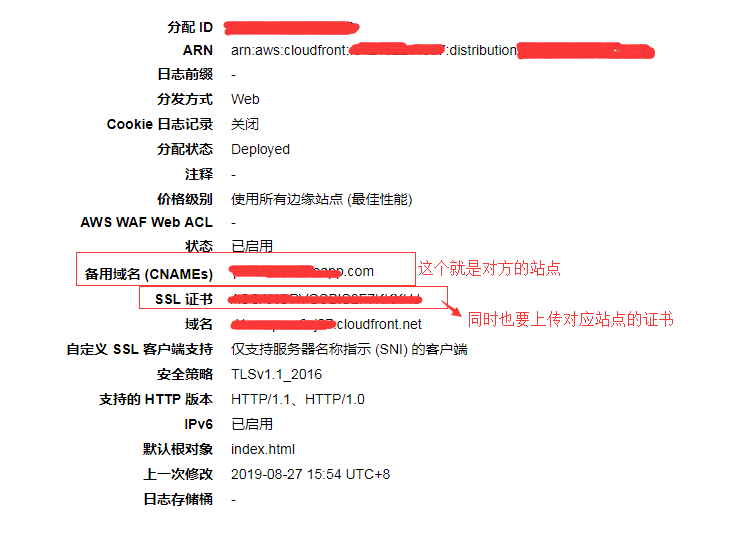 分配 ID
ARN arn:aws:cloudfront: :distribution
日志前缀 -
分发方式 Web
Cookie 日志记录 关闭
分配状态 Deployed
注释 -
价格级别 使用所有边缘站点 (最佳性能)
AWS WAF Web ACL -
状态 已启用
备用域名 (CNAMEs) app.com 这个就是对方的站点
SSL 证书
同时也要上传对应站点的证书
域名 .cloudfront.net
自定义 SSL 客户端支持 仅支持服务器名称指示 (SNI) 的客户端
安全策略 TLSv1.1_2016
支持的 HTTP 版本 HTTP/1.1、HTTP/1.0
IPv6 已启用
默认根对象 index.html
上一次修改 2019-08-27 15:54 UTC+8
日志存储桶 -